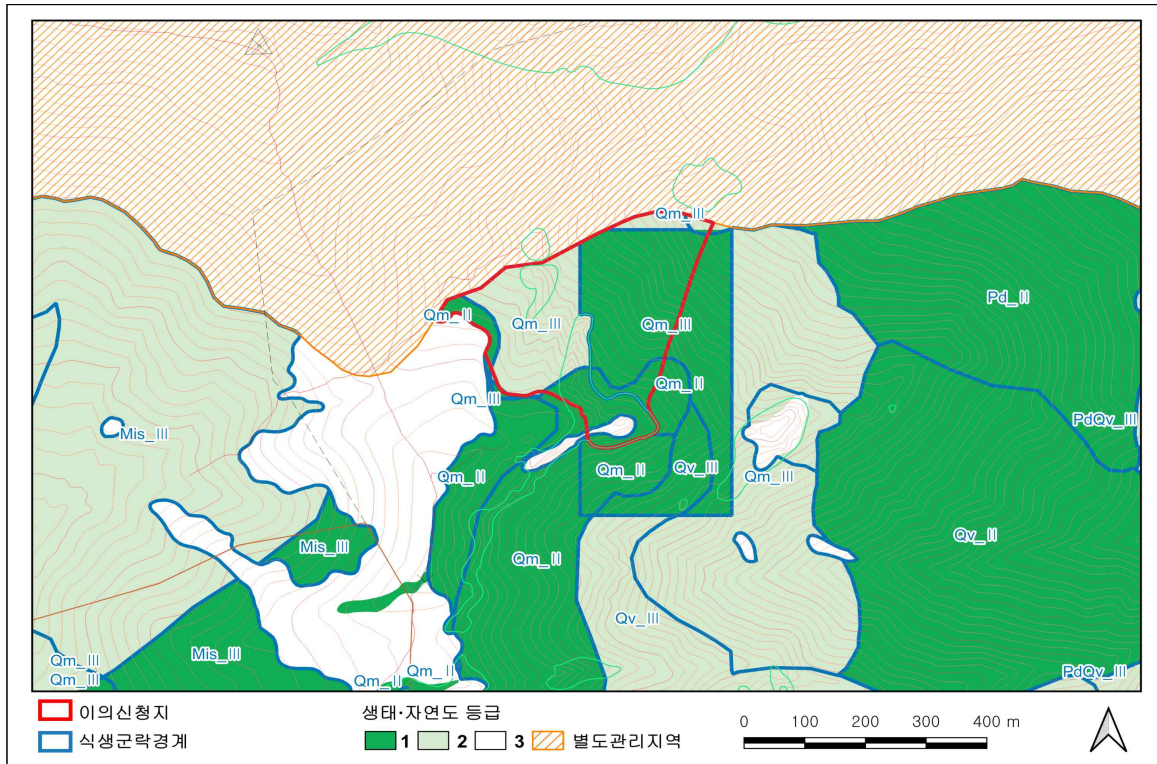 Qm_III
Pd_II
Qm_II
Qm_III
Qm_III
Qm_II
Qm_III
PdQv_III
Mis_III
Qm_II
Qm_II
Qv_III
Qm_III
Qv_II
Mis_III
Qm_II
Qv_III
Mis_III
Qm_III
Qm_III
Qm_II
Qm_II
PdQv_III
이의신청지
식생군락경계
생태·자연도 등급
1 2 3 별도관리지역
0 100 200 300 400 m